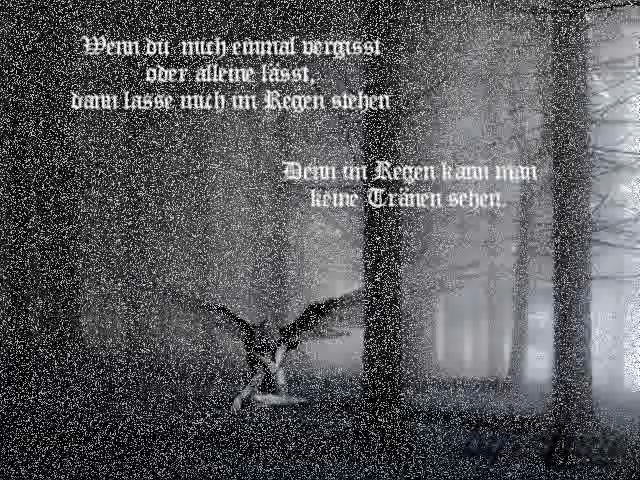 Wenn du mich einmal vergisst
oder alleine lässt,
dann lasse mich im Regen stehen
Denn im Regen kann man
keine Tränen sehen.